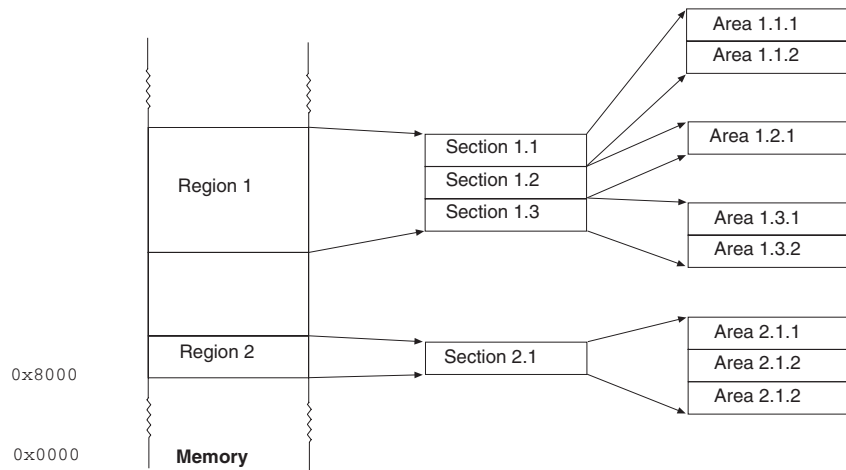 Area 1.1.1
Area 1.1.2
Area 1.2.1
Section 1.1
Section 1.2
Section 1.3
Region 1
Area 1.3.1
Area 1.3.2
Area 2.1.1
Region 2
Section 2.1
Area 2.1.2
0x8000
Area 2.1.2
0x0000
Memory